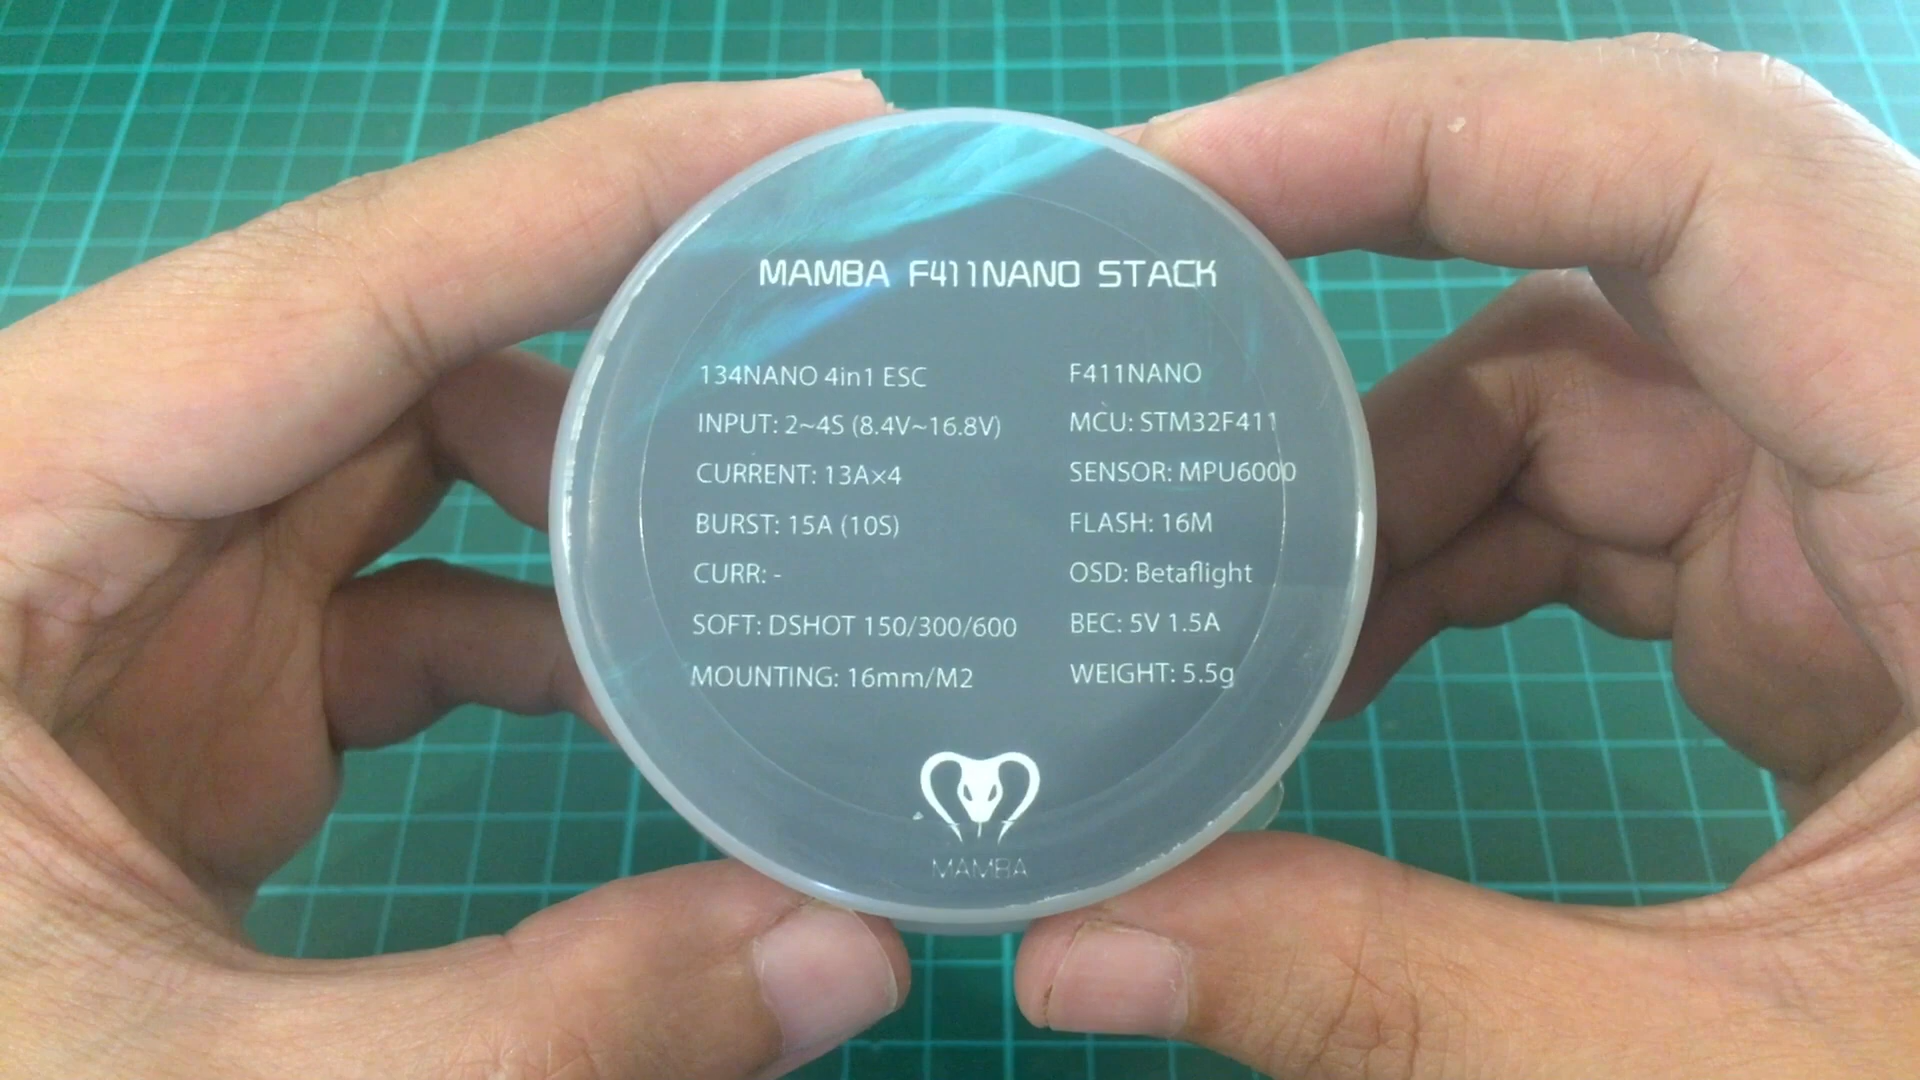 MAMBA F411NANO STACK
134NANO 4in1 ESC
INPUT: 2~4S (8.4V~16.8V)
CURRENT: 13A×4
BURST: 15A (10S)
CURR: -
SOFT: DSHOT 150/300/600
MOUNTING: 16mm/M2
F411NANO
MCU: STM32F411
SENSOR: MPU6000
FLASH: 16M
OSD: Betaflight
BEC: 5V 1.5A
WEIGHT: 5.5g
MAMBA